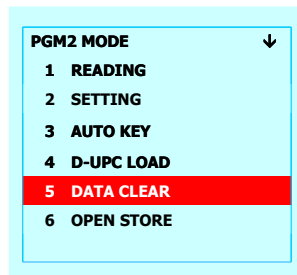 PGM2 MODE ↓
1 READING
2 SETTING
3 AUTO KEY
4 D-UPC LOAD
5 DATA CLEAR
6 OPEN STORE